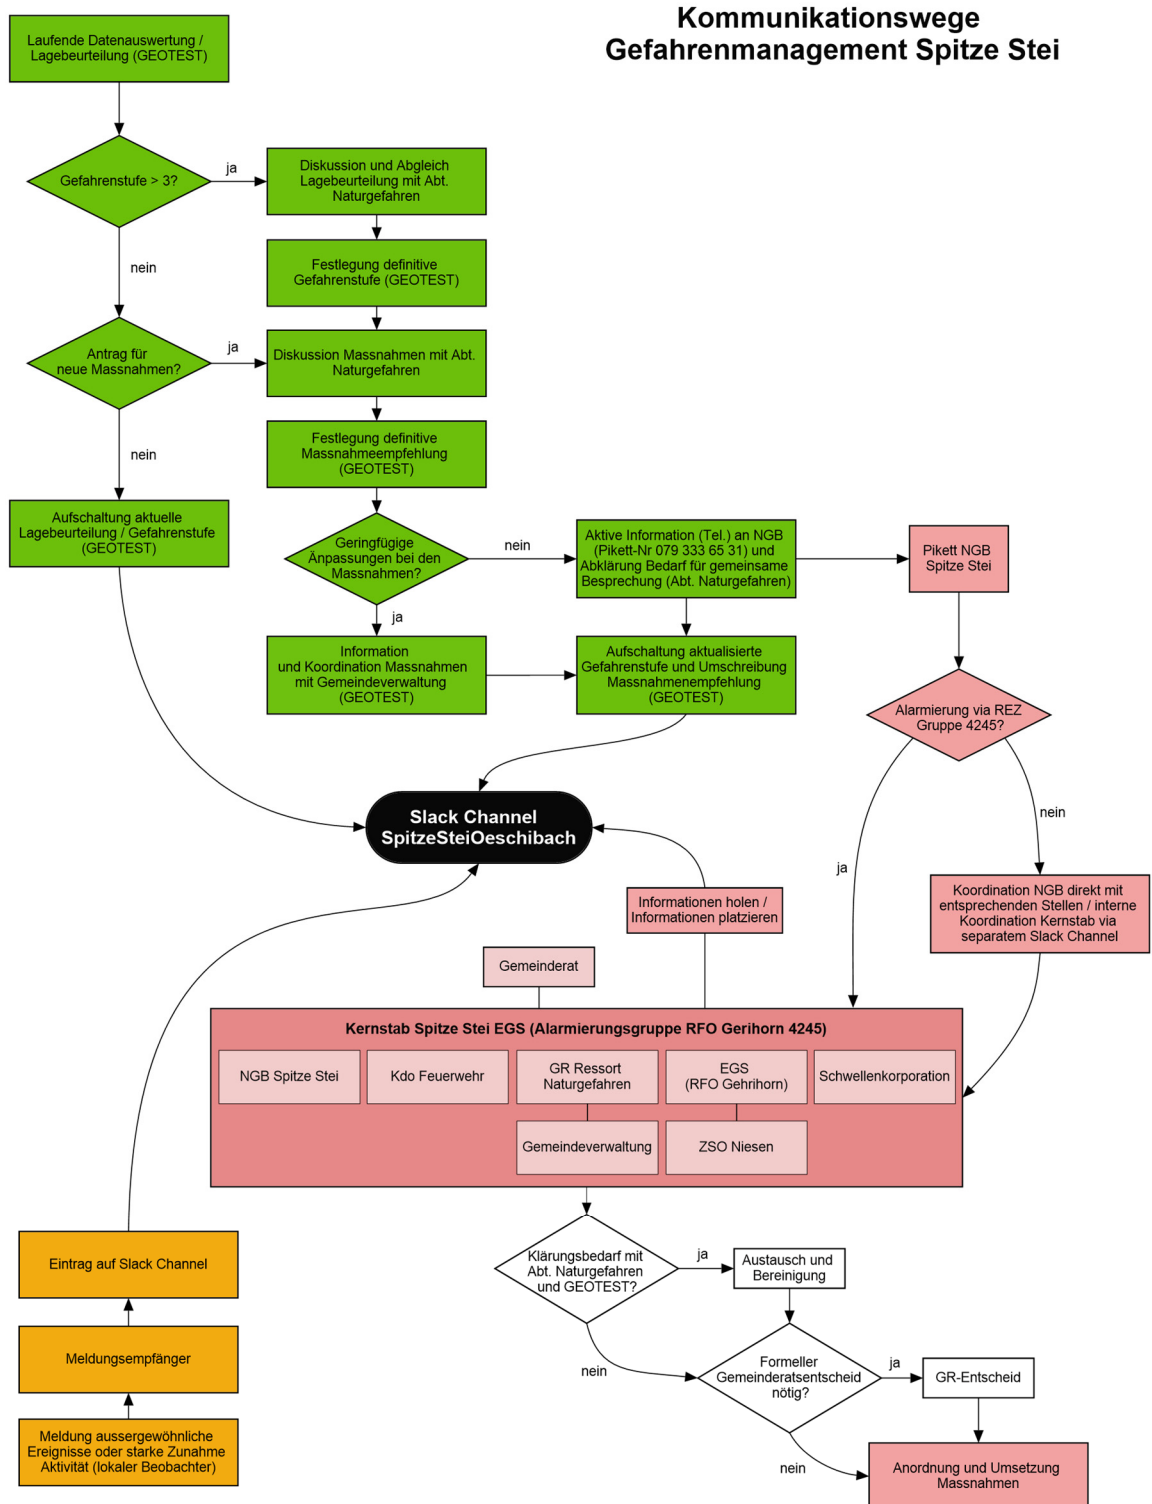 Kommunikationswege
Gefahrenmanagement Spitze Stei
Laufende Datenauswertung /
Lagebeurteilung (GEOTEST)
Gefahrenstufe > 3?
ja
Diskussion und Abgleich
Lagebeurteilung mit Abt.
Naturgefahren
nein
Festlegung definitive
Gefahrenstufe (GEOTEST)
Antrag für
neue Massnahmen?
ja
Diskussion Massnahmen mit Abt.
Naturgefahren
nein
Festlegung definitive
Massnahmeempfehlung
(GEOTEST)
Aufschaltung aktuelle
Lagebeurteilung / Gefahrenstufe
(GEOTEST)
Geringfügige
Änpassungen bei den
Massnahmen?
nein
Aktive Information (Tel.) an NGB
(Pikett-Nr 079 333 65 31) und
Abklärung Bedarf für gemeinsame
Besprechung (Abt. Naturgefahren)
Pikett NGB
Spitze Stei
ja
Information
und Koordination Massnahmen
mit Gemeindeverwaltung
(GEOTEST)
Aufschaltung aktualisierte
Gefahrenstufe und Umschreibung
Massnahmenempfehlung
(GEOTEST)
Alarmierung via REZ
Gruppe 4245?
nein
ja
Slack Channel
SpitzeSteiOeschibach
Informationen holen /
Informationen platzieren
Koordination NGB direkt mit
entsprechenden Stellen / interne
Koordination Kernstab via
separatem Slack Channel
Gemeinderat
Kernstab Spitze Stei EGS (Alarmierungsgruppe RFO Gerihorn 4245)
NGB Spitze Stei
Kdo Feuerwehr
GR Ressort
Naturgefahren
EGS
(RFO Gehrihorn)
Schwellenkorporation
Gemeindeverwaltung
ZSO Niesen
Eintrag auf Slack Channel
Meldungsempfänger
Meldung aussergewöhnliche
Ereignisse oder starke Zunahme
Aktivität (lokaler Beobachter)
Klärungsbedarf mit
Abt. Naturgefahren
und GEOTEST?
ja
Austausch und
Bereinigung
nein
Formeller
Gemeinderatsentscheid
nötig?
ja
GR-Entscheid
nein
Anordnung und Umsetzung
Massnahmen